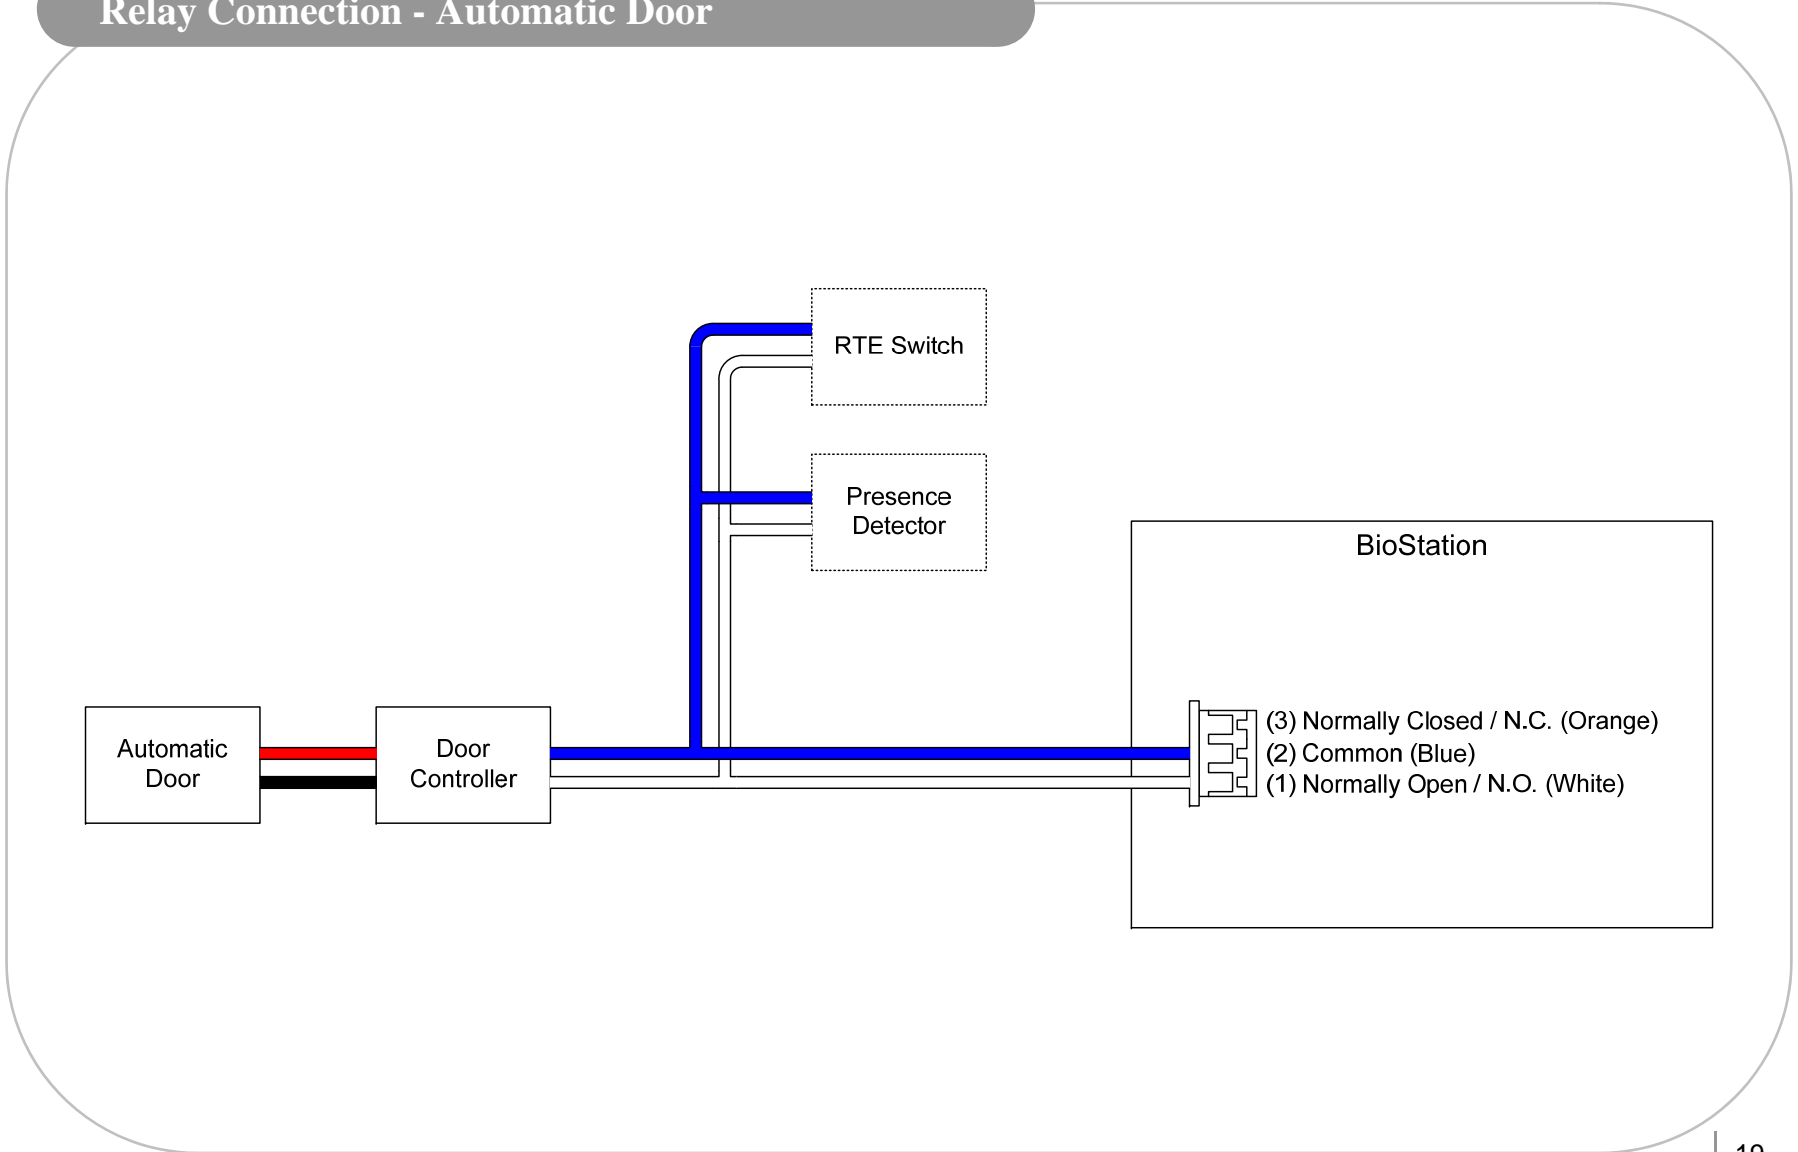 Relay Connection - Automatic Door
RTE Switch
Presence
Detector
BioStation
Automatic
Door
Door
Controller
(3) Normally Closed / N.C. (Orange)
(2) Common (Blue)
(1) Normally Open / N.O. (White)